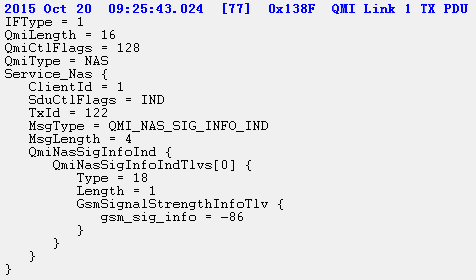 2015 Oct 20  09:25:43.024  [77]  0x138F  QMI Link 1 TX PDU
IFType = 1
QmiLength = 16
QmiCtlFlags = 128
QmiType = NAS
Service_Nas {
   ClientId = 1
   SduCtlFlags = IND
   TxId = 122
   MsgType = QMI_NAS_SIG_INFO_IND
   MsgLength = 4
   QmiNasSigInfoInd {
      QmiNasSigInfoIndTlvs[0] {
         Type = 18
         Length = 1
         GsmSignalStrengthInfoTlv {
            gsm_sig_info = -86
         }
      }
   }
}